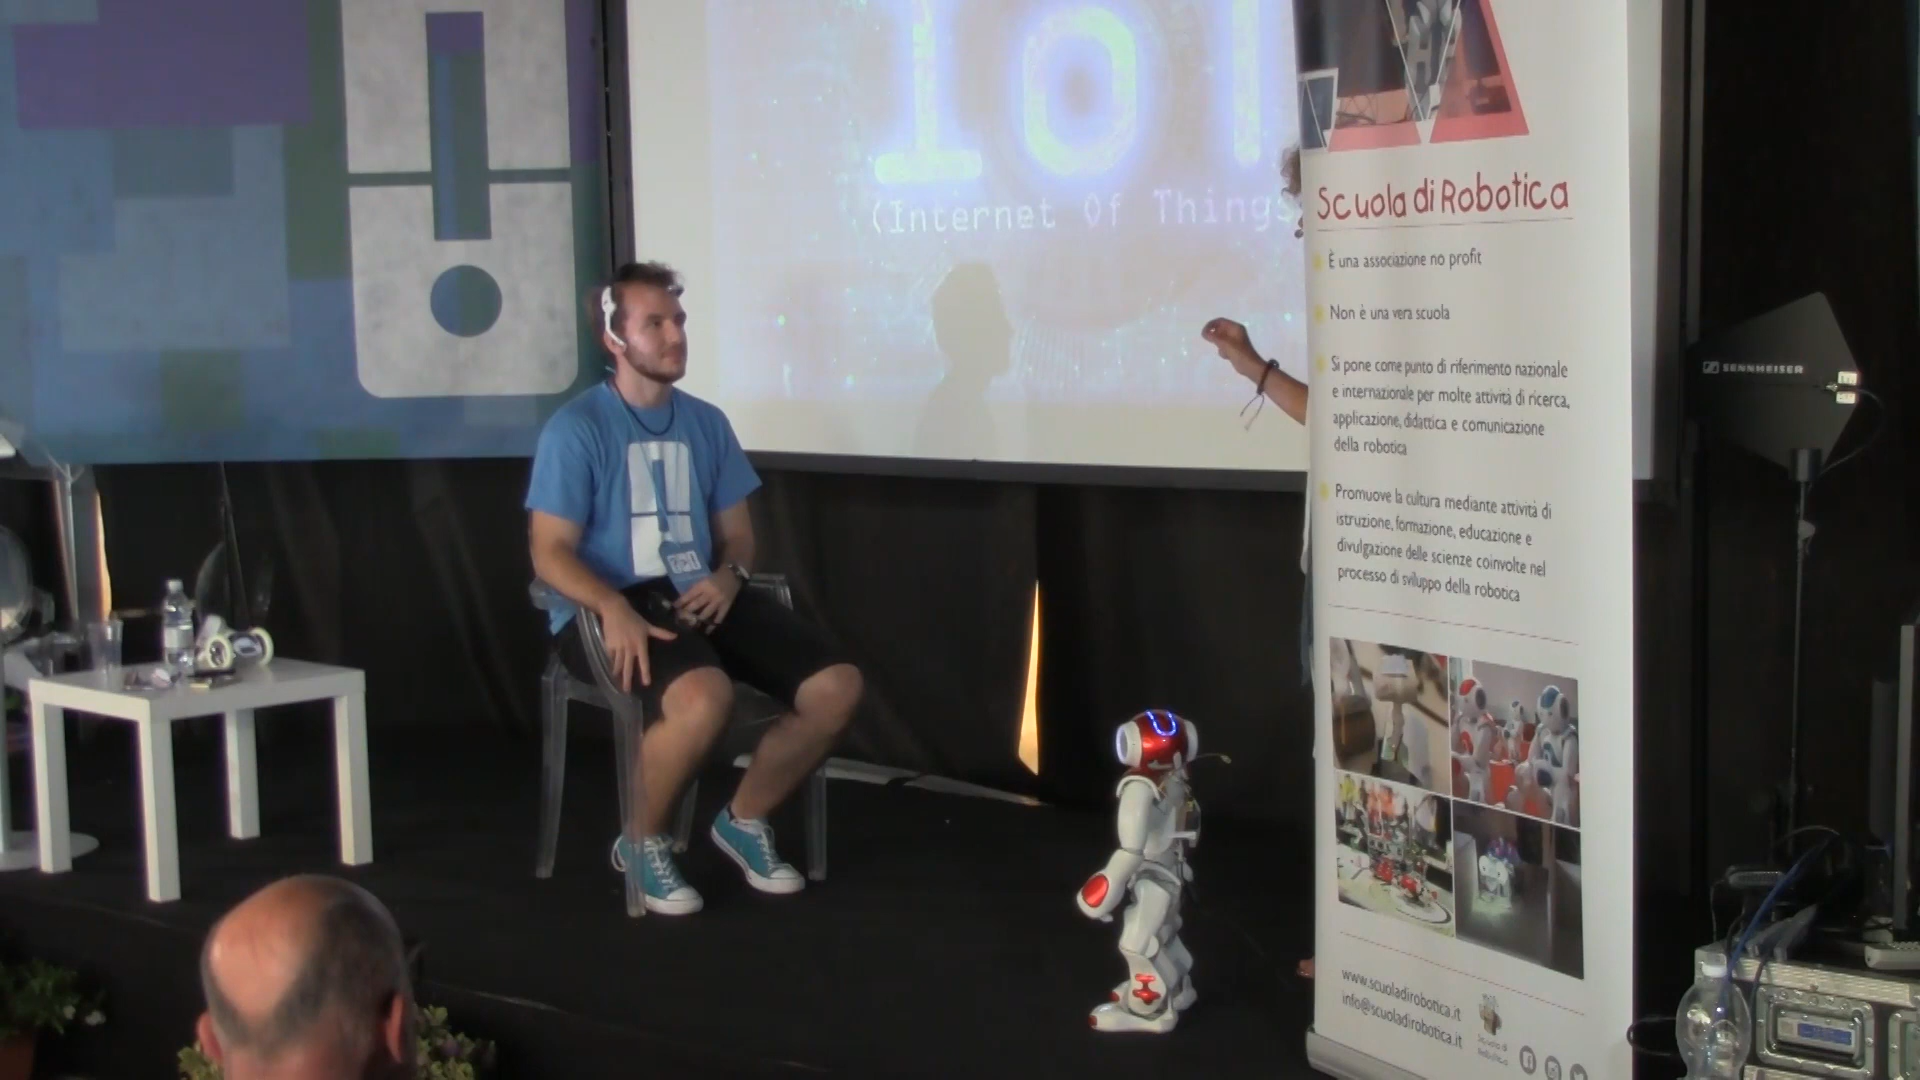 IoT
(Internet Of Things
Scuola di Robotica
È una associazione no profit
Non è una vera scuola
Si pone come punto di riferimento nazionale
e internazionale per molte attività di ricerca,
applicazione, didattica e comunicazione
della robotica
Promuove la cultura mediante attività di
istruzione, formazione, educazione e
divulgazione delle scienze coinvolte nel
processo di sviluppo della robotica
www.scuoladirobotica.it
info@scuoladirobotica.it
Scuola di
Robotica
SENNHEISER